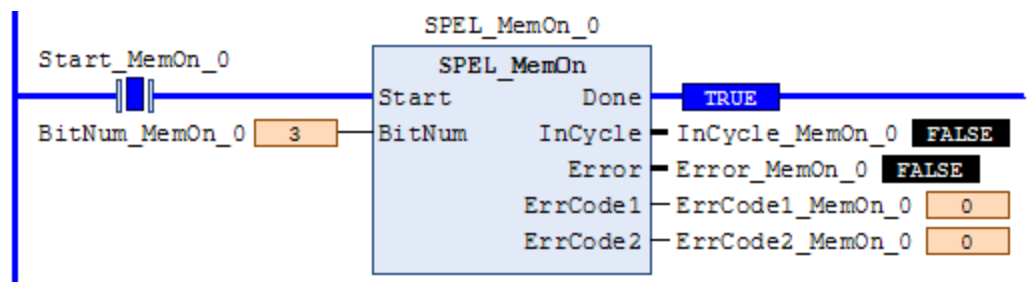 SPEL_MemOn_0
Start_MemOn_0
SPEL_MemOn
Start Done TRUE
BitNum_MemOn_0 3 BitNum InCycle InCycle_MemOn_0 FALSE
Error Error_MemOn_0 FALSE
ErrCode1 ErrCode1_MemOn_0 0
ErrCode2 ErrCode2_MemOn_0 0